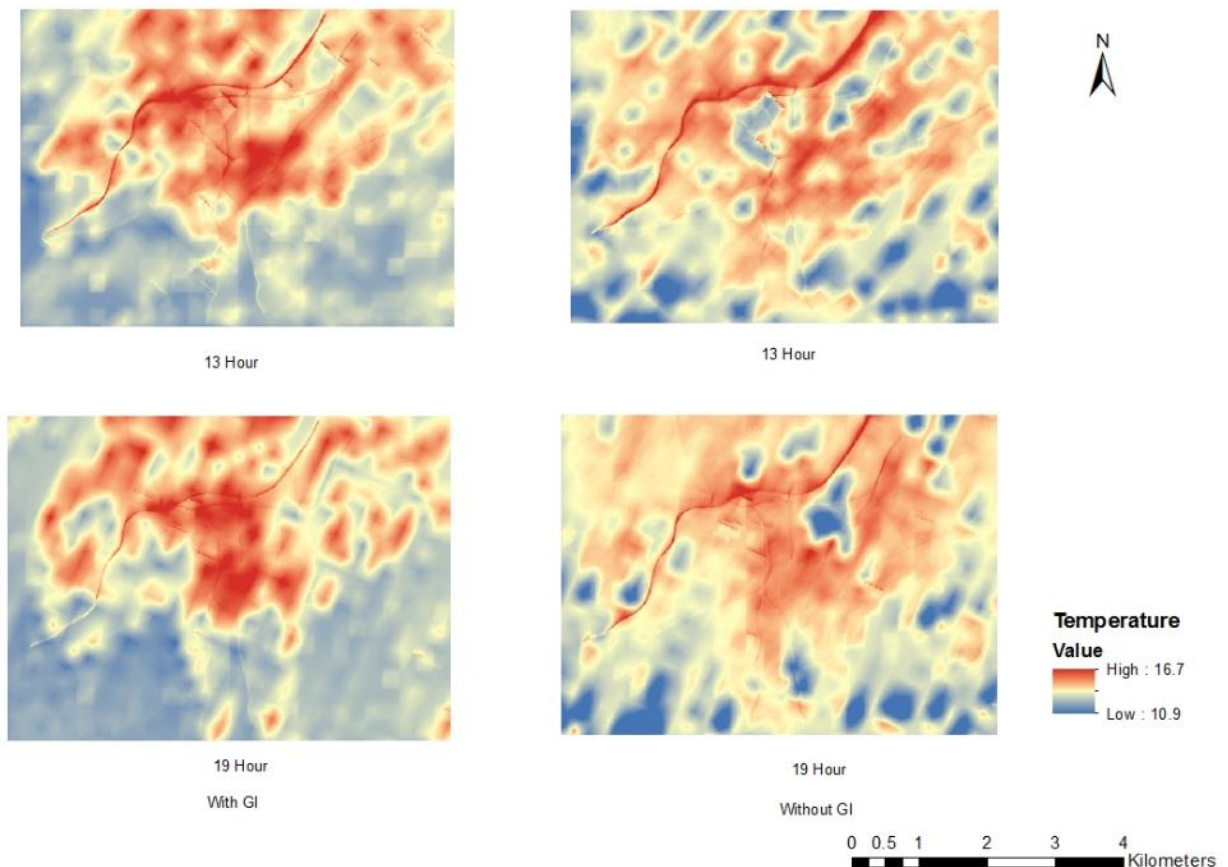 N
13 Hour
13 Hour
Temperature
Value
High : 16.7
Low : 10.9
19 Hour
19 Hour
With GI
Without GI
0 0.5 1 2 3 4
Kilometers